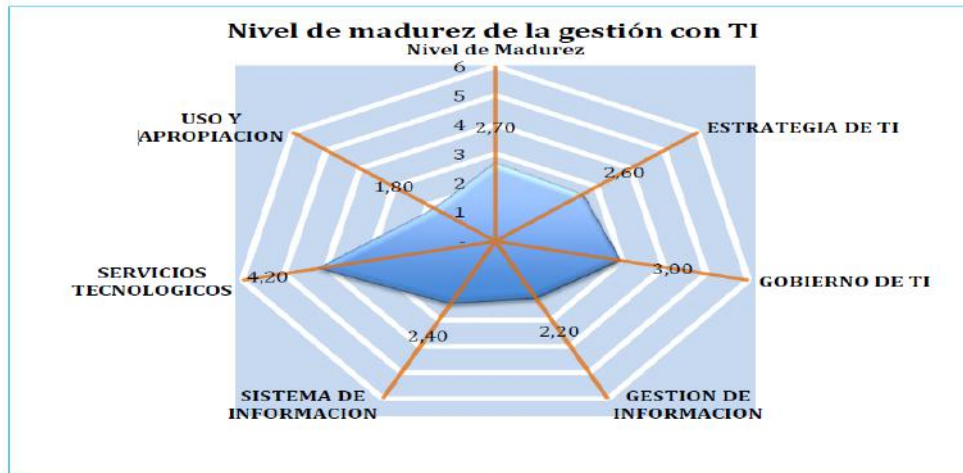 Nivel de madurez de la gestión con TI
Nivel de Madurez
6
5
4
3
2
1
-
2,70
ESTRATEGIA DE TI
2,60
GOBIERNO DE TI
3,00
GESTION DE
INFORMACION
2,20
SISTEMA DE
INFORMACION
2,40
SERVICIOS
TECNOLOGICOS
4,20
USO Y
APROPIACION
1,80